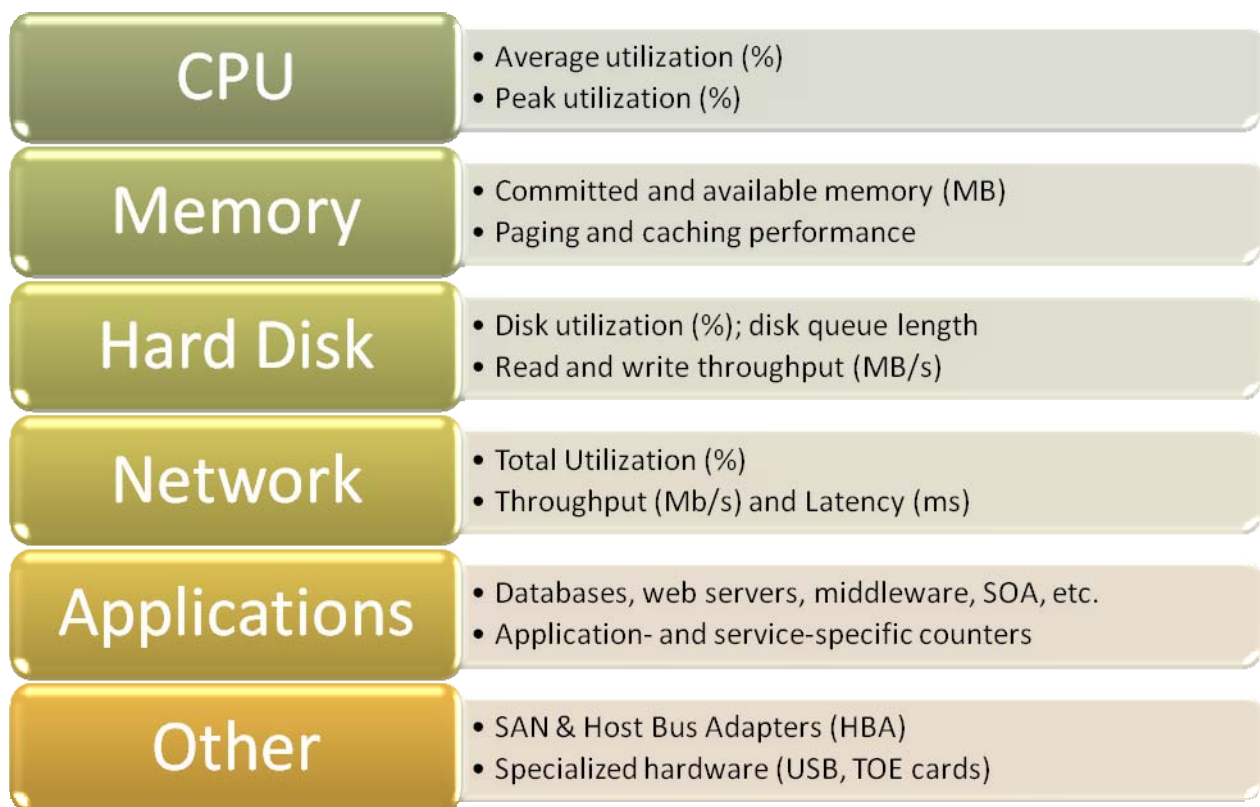 CPU
• Average utilization (%)
• Peak utilization (%)
Memory
• Committed and available memory (MB)
• Paging and caching performance
Hard Disk
• Disk utilization (%); disk queue length
• Read and write throughput (MB/s)
Network
• Total Utilization (%)
• Throughput (Mb/s) and Latency (ms)
Applications
• Databases, web servers, middleware, SOA, etc.
• Application- and service-specific counters
Other
• SAN & Host Bus Adapters (HBA)
• Specialized hardware (USB, TOE cards)